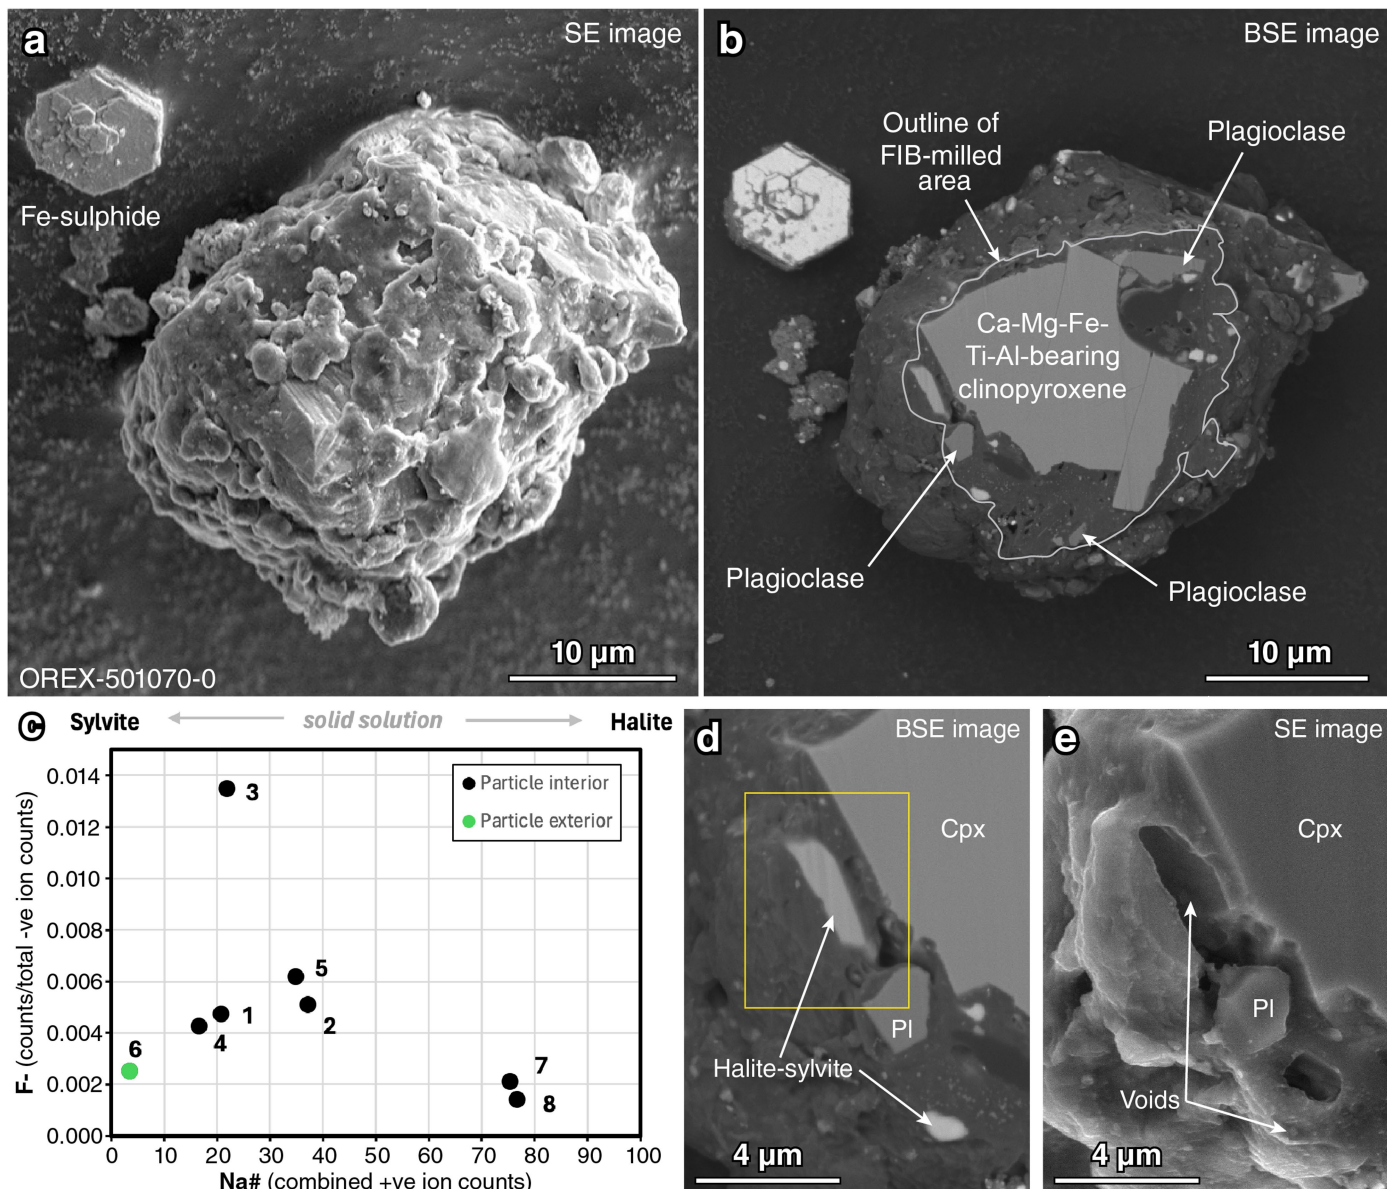 a
SE image
Fe-sulphide
OREX-501070-0
10 µm
b
BSE image
Outline of
FIB-milled
area
Plagioclase
Ca-Mg-Fe-
Ti-Al-bearing
clinopyroxene
Plagioclase
Plagioclase
10 µm
c
Sylvite
solid solution
Halite
F- (counts/total -ve ion counts)
0.014
0.012
0.010
0.008
0.006
0.004
0.002
0.000
Particle interior
Particle exterior
3
5
1
2
4
6
7
8
0 10 20 30 40 50 60 70 80 90 100
Na# (combined +ve ion counts)
d
BSE image
Cpx
Pl
Halite-sylvite
4 µm
e
SE image
Cpx
Pl
Voids
4 µm